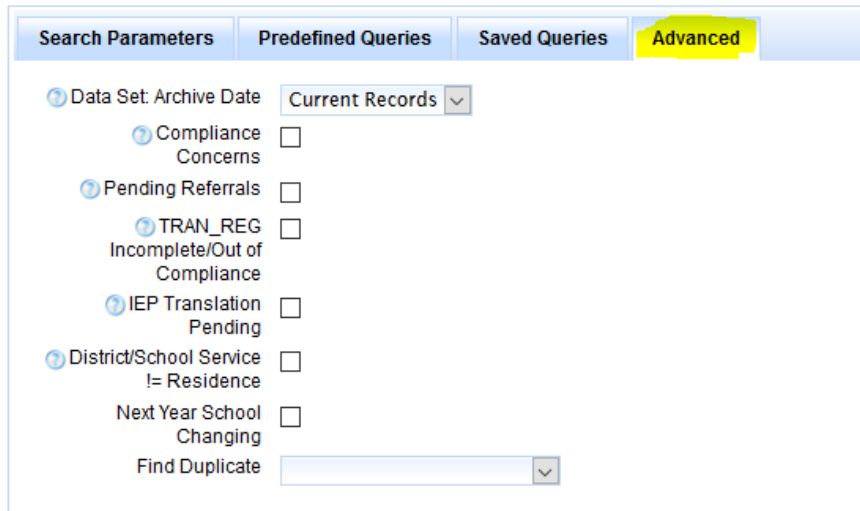 Search Parameters Predefined Queries Saved Queries Advanced
Data Set: Archive Date Current Records
Compliance
Concerns
Pending Referrals
TRAN_REG
Incomplete/Out of
Compliance
IEP Translation
Pending
District/School Service
!= Residence
Next Year School
Changing
Find Duplicate